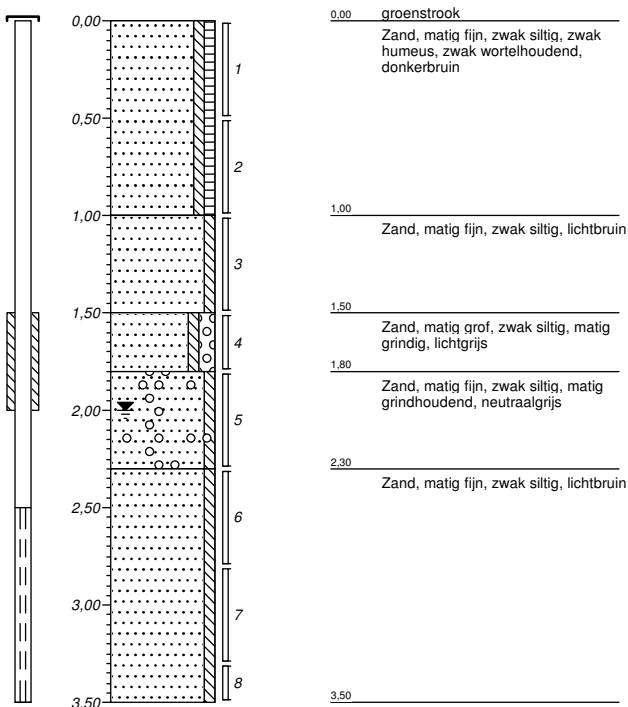 0,00
0,50
1,00
1,50
2,00
2,50
3,00
3,50
1
2
3
4
5
6
7
8
0,00 groenstrook
Zand, matig fijn, zwak siltig, zwak
humeus, zwak wortelhoudend,
donkerbruin
1,00
Zand, matig fijn, zwak siltig, lichtbruin
1,50
Zand, matig grof, zwak siltig, matig
grindig, lichtgrijs
1,80
Zand, matig fijn, zwak siltig, matig
grindhoudend, neutraalgrijs
2,30
Zand, matig fijn, zwak siltig, lichtbruin
3,50